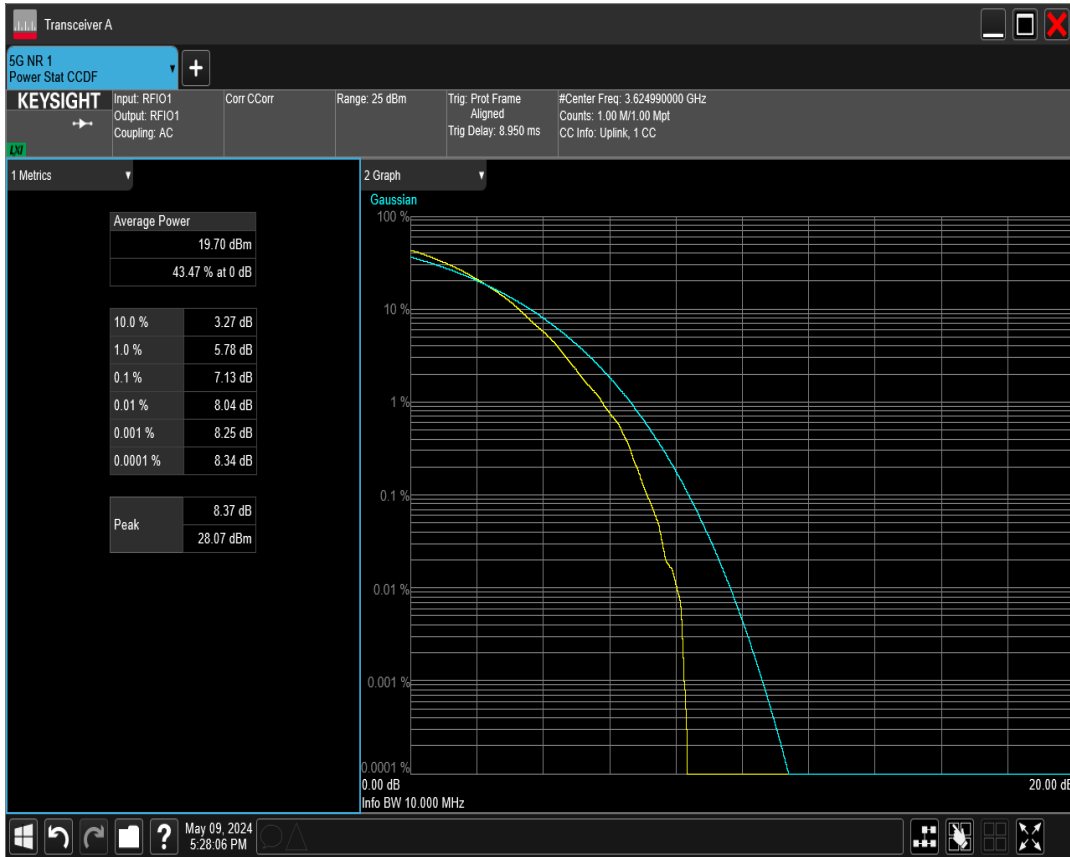 Transceiver A
5G NR 1
Power Stat CCDF
KEYSIGHT
LXI
Input: RFIO1
Output: RFIO1
Coupling: AC
Corr CCorr
Range: 25 dBm
Trig: Prot Frame
Aligned
Trig Delay: 8.950 ms
#Center Freq: 3.624990000 GHz
Counts: 1.00 M/1.00 Mpt
CC Info: Uplink, 1 CC
1 Metrics
Average Power
19.70 dBm
43.47 % at 0 dB
10.0 % 3.27 dB
1.0 % 5.78 dB
0.1 % 7.13 dB
0.01 % 8.04 dB
0.001 % 8.25 dB
0.0001 % 8.34 dB
Peak
8.37 dB
28.07 dBm
2 Graph
Gaussian
100 %
10 %
1 %
0.1 %
0.01 %
0.001 %
0.0001 %
0.00 dB 20.00 dB
Info BW 10.000 MHz
?
May 09, 2024
5:28:06 PM